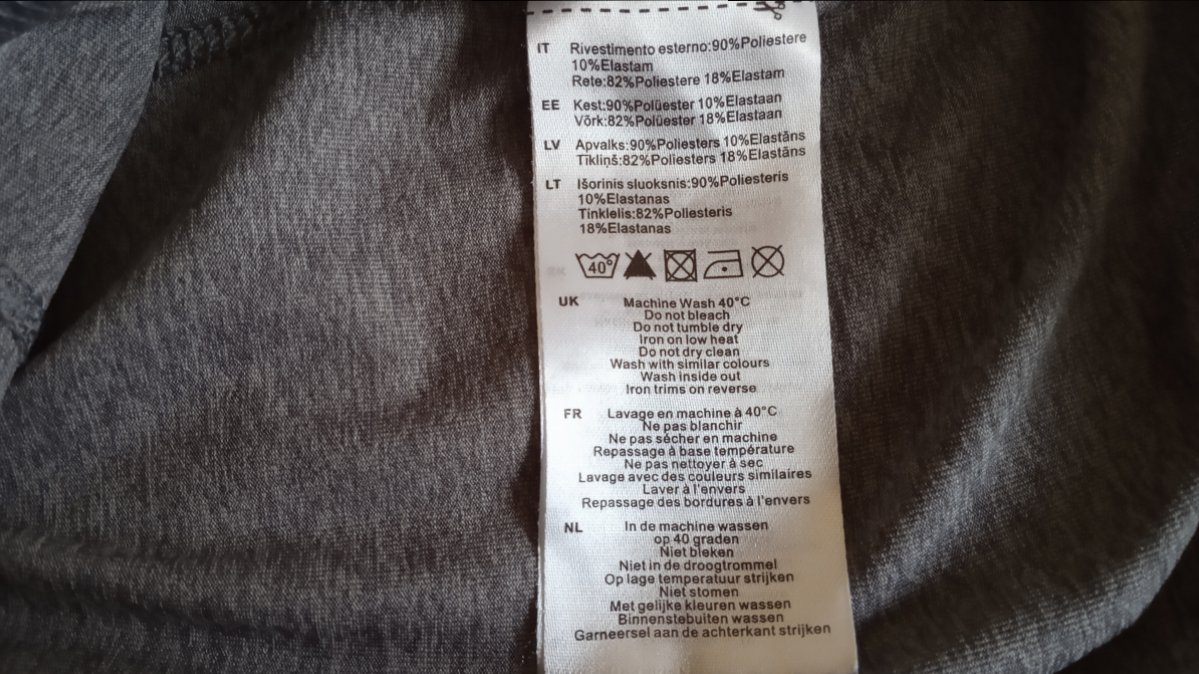 IT Rivestimento esterno:90%Poliestere
10%Elastam
Rete:82%Poliestere 18%Elastam
EE Kest:90%Polüester 10%Elastaan
Võrk:82%Polüester 18%Elastaan
LV Apvalks:90%Poliesters 10%Elastāns
Tīkliņš:82%Poliesters 18%Elastāns
LT Išorinis sluoksnis:90%Poliesteris
10%Elastanas
Tinklelis:82%Poliesteris
18%Elastanas
40°
UK Machine Wash 40°C
Do not bleach
Do not tumble dry
Iron on low heat
Do not dry clean
Wash with similar colours
Wash inside out
Iron trims on reverse
FR Lavage en machine à 40°C
Ne pas blanchir
Ne pas sécher en machine
Repassage à base température
Ne pas nettoyer à sec
Lavage avec des couleurs similaires
Laver à l'envers
Repassage des bordures à l'envers
NL In de machine wassen
op 40 graden
Niet bleken
Niet in de droogtrommel
Op lage temperatuur strijken
Niet stomen
Met gelijke kleuren wassen
Binnenstebuiten wassen
Garneersel aan de achterkant strijken